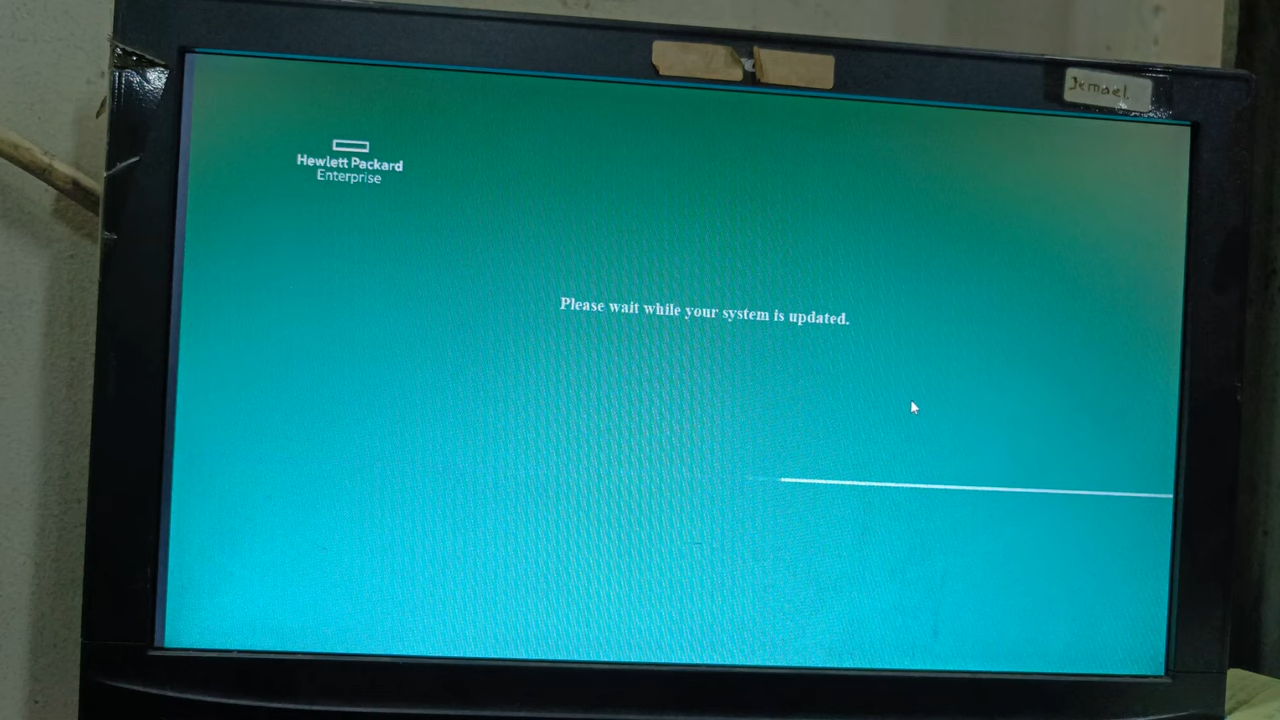 Jemael.
Hewlett Packard
Enterprise
Please wait while your system is updated.